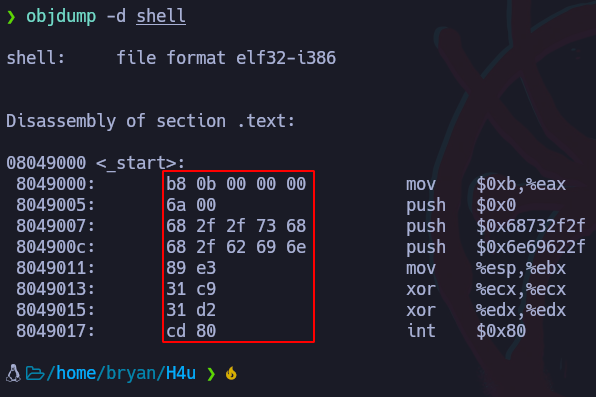 ❯ objdump -d shell
shell:     file format elf32-i386
Disassembly of section .text:
08049000 <_start>:
 8049000:	b8 0b 00 00 00	mov    $0xb,%eax
 8049005:	6a 00	push   $0x0
 8049007:	68 2f 2f 73 68	push   $0x68732f2f
 804900c:	68 2f 62 69 6e	push   $0x6e69622f
 8049011:	89 e3	mov    %esp,%ebx
 8049013:	31 c9	xor    %ecx,%ecx
 8049015:	31 d2	xor    %edx,%edx
 8049017:	cd 80	int    $0x80
/home/bryan/H4u ❯